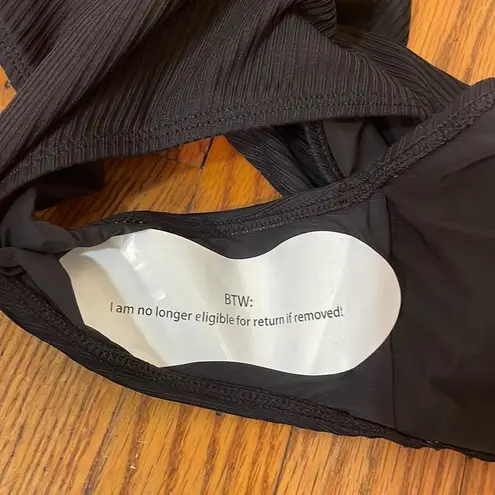 BTW:
I am no longer eligible for return if removed!